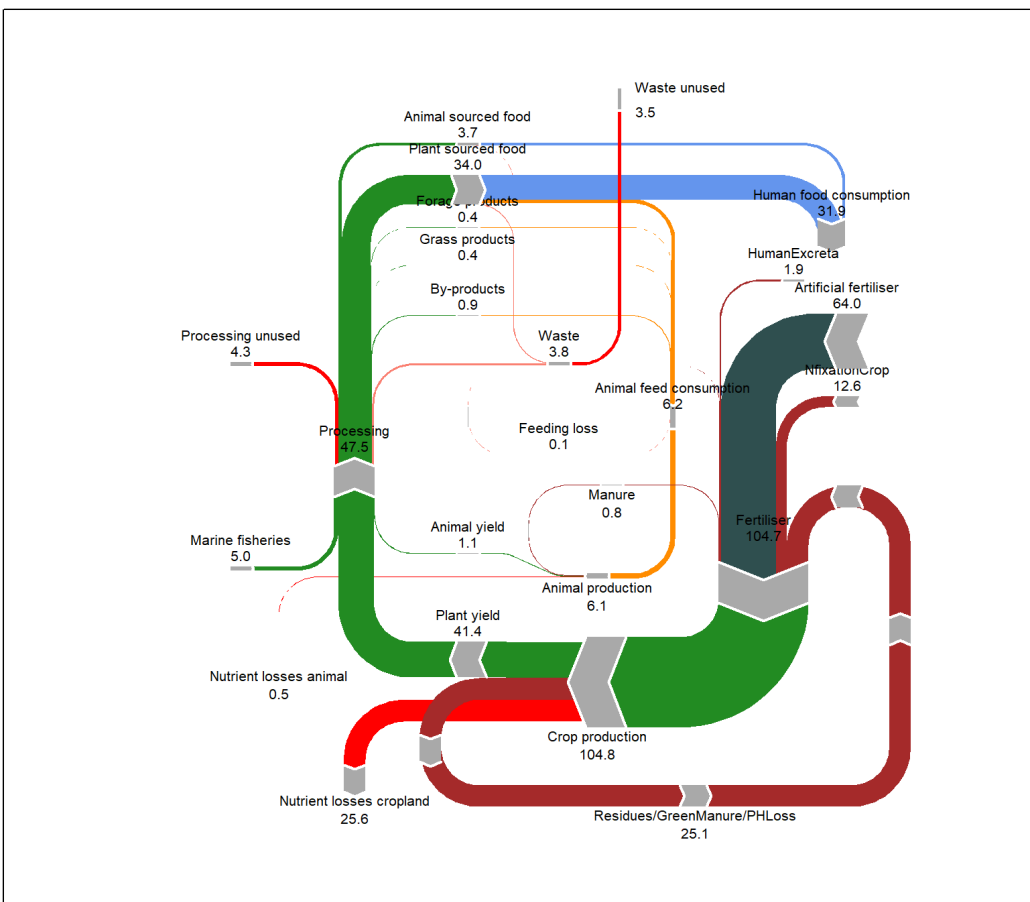 Waste unused
3.5
Animal sourced food
3.7
Plant sourced food
34.0
Forage products
0.4
Human food consumption
31.9
Grass products
0.4
HumanExcreta
1.9
By-products
0.9
Artificial fertiliser
64.0
Processing unused
4.3
Waste
3.8
NfixationCrop
12.6
Animal feed consumption
6.2
Processing
47.5
Feeding loss
0.1
Manure
0.8
Fertiliser
104.7
Marine fisheries
5.0
Animal yield
1.1
Animal production
6.1
Plant yield
41.4
Nutrient losses animal
0.5
Crop production
104.8
Nutrient losses cropland
25.6
Residues/GreenManure/PHLoss
25.1